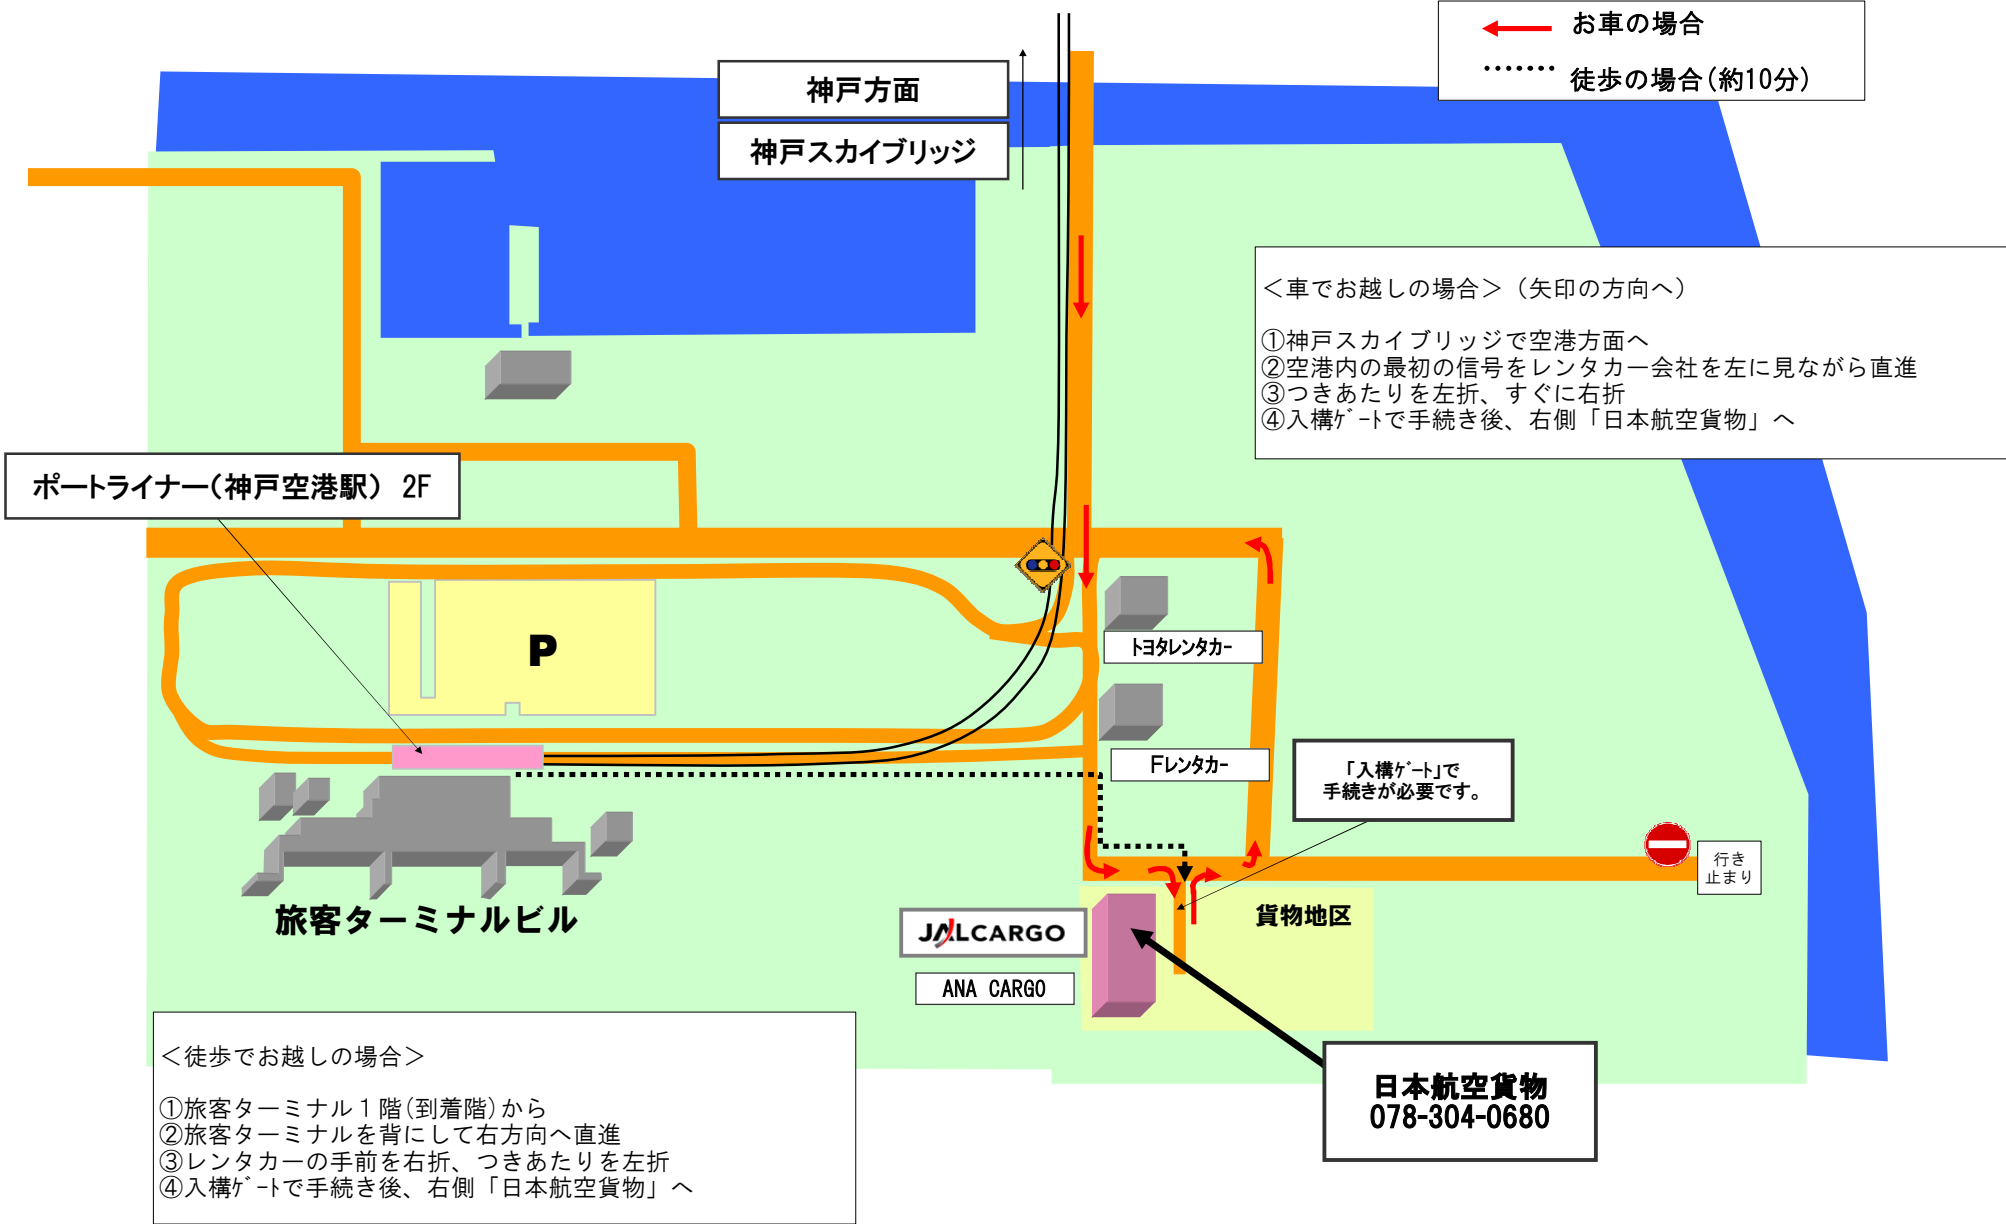 お車の場合
徒歩の場合(約10分)
神戸方面
神戸スカイブリッジ
<車でお越しの場合>(矢印の方向へ)
①神戸スカイブリッジで空港方面へ
②空港内の最初の信号をレンタカー会社を左に見ながら直進
③つきあたりを左折、すぐに右折
④入構ゲートで手続き後、右側「日本航空貨物」へ
ポートライナー(神戸空港駅) 2F
P
トヨタレンタカー
Fレンタカー
「入構ゲート」で
手続きが必要です。
行き
止まり
旅客ターミナルビル
JALCARGO
ANA CARGO
貨物地区
日本航空貨物
078-304-0680
<徒歩でお越しの場合>
①旅客ターミナル1階(到着階)から
②旅客ターミナルを背にして右方向へ直進
③レンタカーの手前を右折、つきあたりを左折
④入構ゲートで手続き後、右側「日本航空貨物」へ